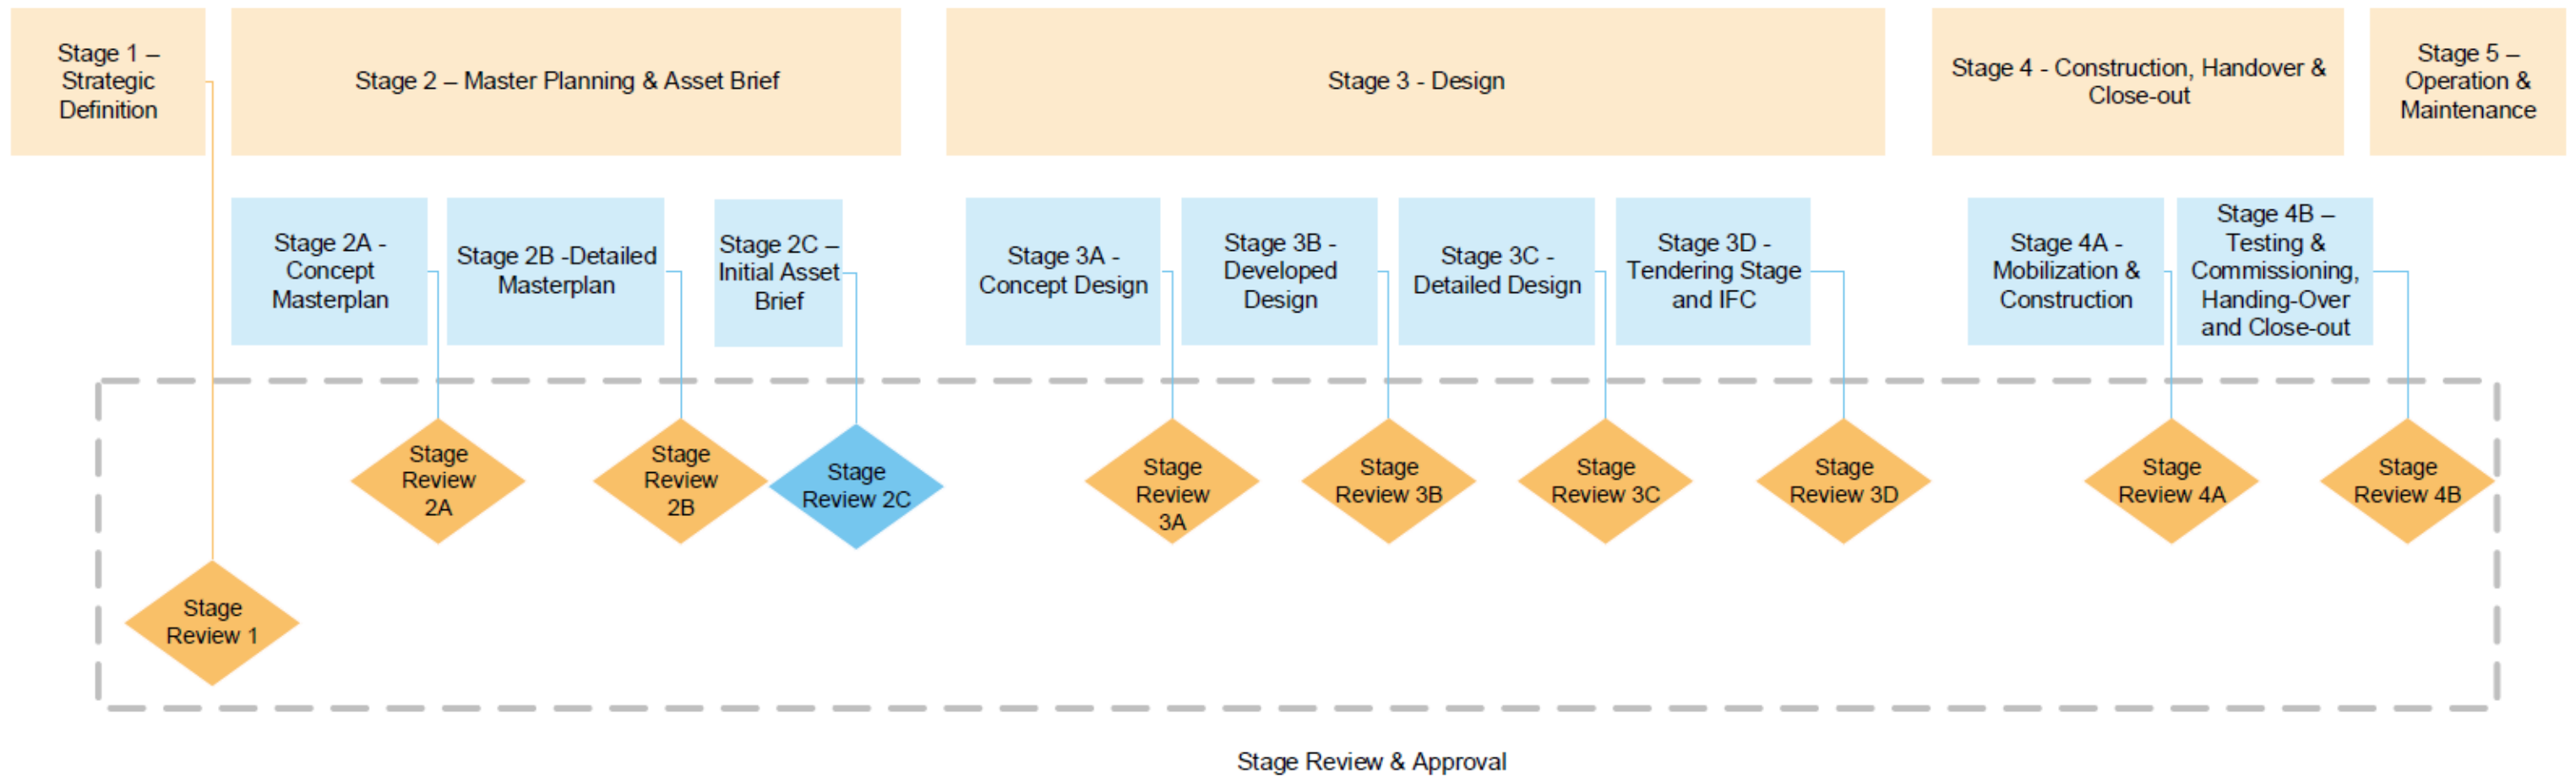 Stage 1 –
Strategic
Definition
Stage 2 – Master Planning & Asset Brief
Stage 3 - Design
Stage 4 - Construction, Handover &
Close-out
Stage 5 –
Operation &
Maintenance
Stage 2A -
Concept
Masterplan
Stage 2B -Detailed
Masterplan
Stage 2C –
Initial Asset
Brief
Stage 3A -
Concept Design
Stage 3B -
Developed
Design
Stage 3C -
Detailed Design
Stage 3D -
Tendering Stage
and IFC
Stage 4A -
Mobilization &
Construction
Stage 4B –
Testing &
Commissioning,
Handing-Over
and Close-out
Stage
Review
2A
Stage
Review
2B
Stage
Review 2C
Stage
Review
3A
Stage
Review 3B
Stage
Review 3C
Stage
Review 3D
Stage
Review 4A
Stage
Review 4B
Stage
Review 1
Stage Review & Approval